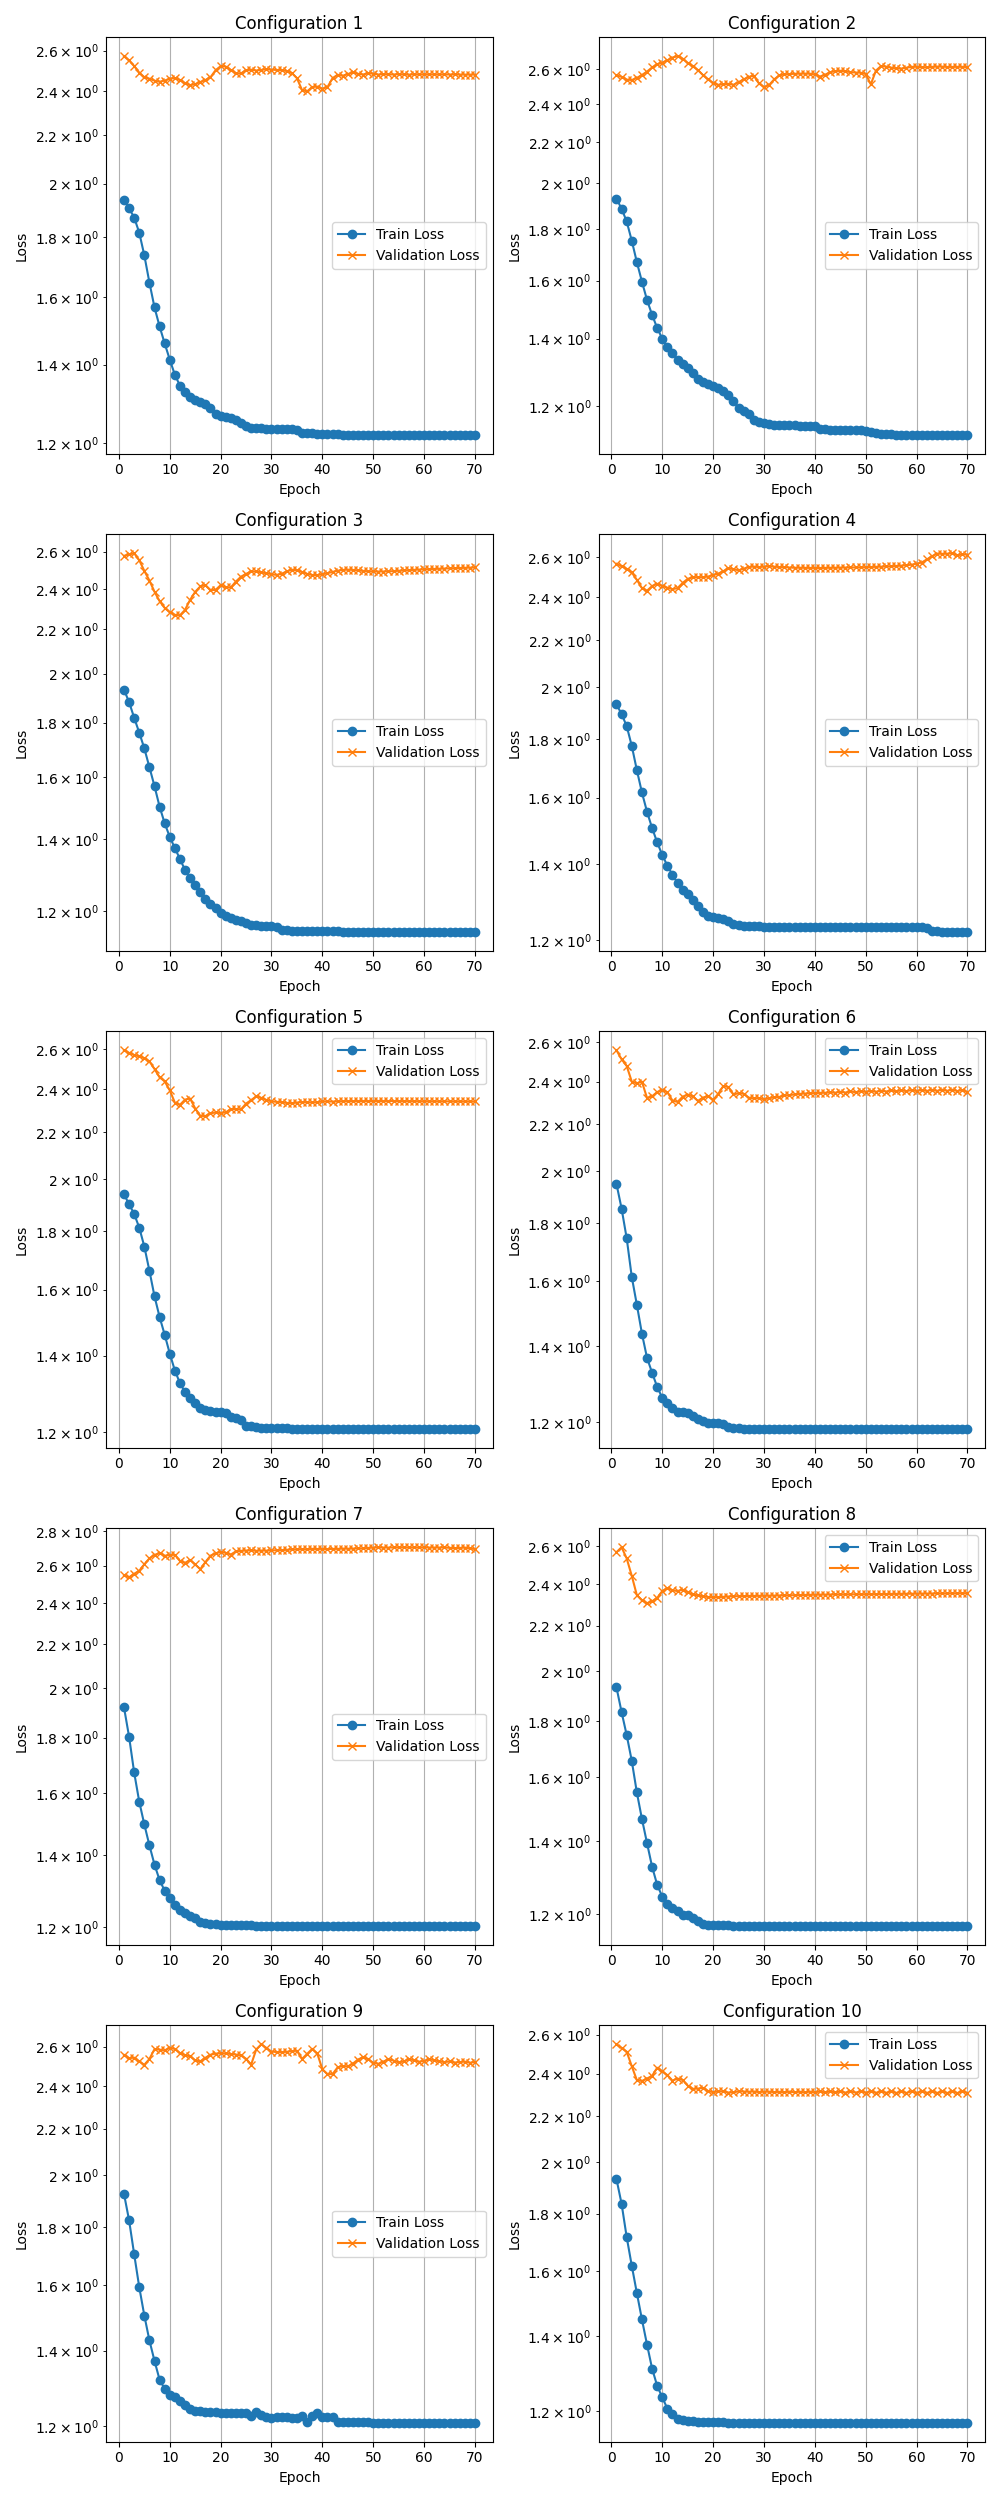 Configuration 1
2.6 × 10⁰
2.4 × 10⁰
2.2 × 10⁰
2 × 10⁰
1.8 × 10⁰
1.6 × 10⁰
1.4 × 10⁰
1.2 × 10⁰
Loss
Train Loss
Validation Loss
0 10 20 30 40 50 60 70
Epoch
Configuration 2
2.6 × 10⁰
2.4 × 10⁰
2.2 × 10⁰
2 × 10⁰
1.8 × 10⁰
1.6 × 10⁰
1.4 × 10⁰
1.2 × 10⁰
Loss
Train Loss
Validation Loss
0 10 20 30 40 50 60 70
Epoch
Configuration 3
2.6 × 10⁰
2.4 × 10⁰
2.2 × 10⁰
2 × 10⁰
1.8 × 10⁰
1.6 × 10⁰
1.4 × 10⁰
1.2 × 10⁰
Loss
Train Loss
Validation Loss
0 10 20 30 40 50 60 70
Epoch
Configuration 4
2.6 × 10⁰
2.4 × 10⁰
2.2 × 10⁰
2 × 10⁰
1.8 × 10⁰
1.6 × 10⁰
1.4 × 10⁰
1.2 × 10⁰
Loss
Train Loss
Validation Loss
0 10 20 30 40 50 60 70
Epoch
Configuration 5
2.6 × 10⁰
2.4 × 10⁰
2.2 × 10⁰
2 × 10⁰
1.8 × 10⁰
1.6 × 10⁰
1.4 × 10⁰
1.2 × 10⁰
Loss
Train Loss
Validation Loss
0 10 20 30 40 50 60 70
Epoch
Configuration 6
2.6 × 10⁰
2.4 × 10⁰
2.2 × 10⁰
2 × 10⁰
1.8 × 10⁰
1.6 × 10⁰
1.4 × 10⁰
1.2 × 10⁰
Loss
Train Loss
Validation Loss
0 10 20 30 40 50 60 70
Epoch
Configuration 7
2.8 × 10⁰
2.6 × 10⁰
2.4 × 10⁰
2.2 × 10⁰
2 × 10⁰
1.8 × 10⁰
1.6 × 10⁰
1.4 × 10⁰
1.2 × 10⁰
Loss
Train Loss
Validation Loss
0 10 20 30 40 50 60 70
Epoch
Configuration 8
2.6 × 10⁰
2.4 × 10⁰
2.2 × 10⁰
2 × 10⁰
1.8 × 10⁰
1.6 × 10⁰
1.4 × 10⁰
1.2 × 10⁰
Loss
Train Loss
Validation Loss
0 10 20 30 40 50 60 70
Epoch
Configuration 9
2.6 × 10⁰
2.4 × 10⁰
2.2 × 10⁰
2 × 10⁰
1.8 × 10⁰
1.6 × 10⁰
1.4 × 10⁰
1.2 × 10⁰
Loss
Train Loss
Validation Loss
0 10 20 30 40 50 60 70
Epoch
Configuration 10
2.6 × 10⁰
2.4 × 10⁰
2.2 × 10⁰
2 × 10⁰
1.8 × 10⁰
1.6 × 10⁰
1.4 × 10⁰
1.2 × 10⁰
Loss
Train Loss
Validation Loss
0 10 20 30 40 50 60 70
Epoch